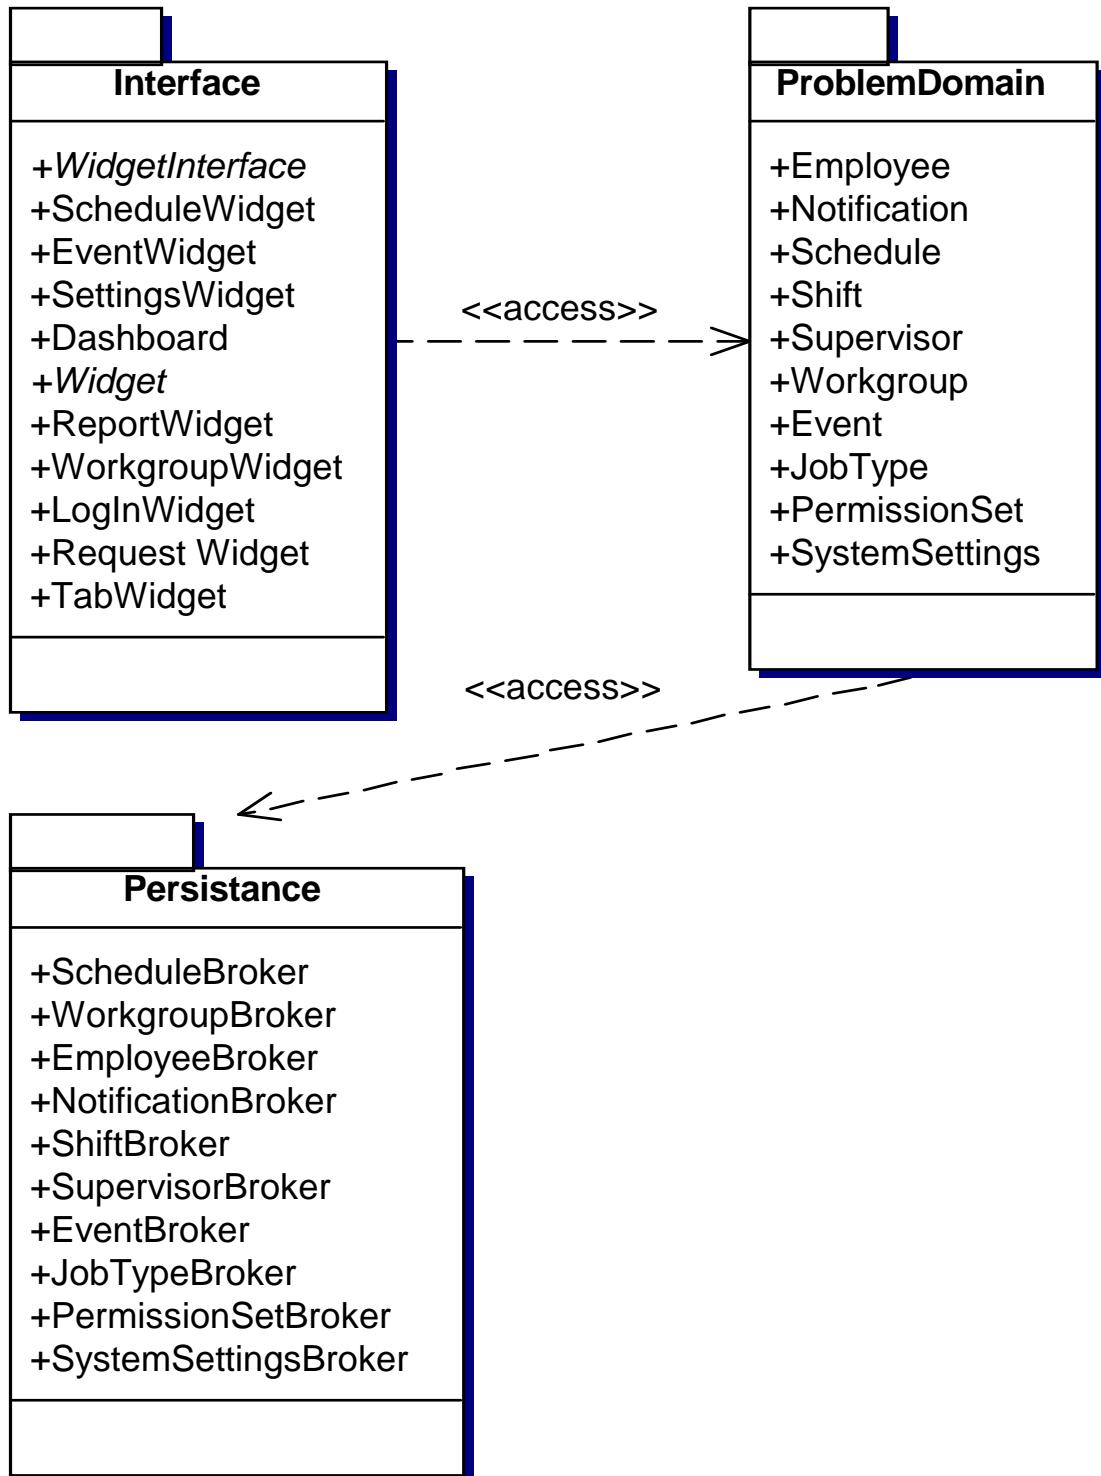 Interface
+WidgetInterface
+ScheduleWidget
+EventWidget
+SettingsWidget
+Dashboard
+Widget
+ReportWidget
+WorkgroupWidget
+LogInWidget
+Request Widget
+TabWidget
<<access>>
ProblemDomain
+Employee
+Notification
+Schedule
+Shift
+Supervisor
+Workgroup
+Event
+JobType
+PermissionSet
+SystemSettings
<<access>>
Persistance
+ScheduleBroker
+WorkgroupBroker
+EmployeeBroker
+NotificationBroker
+ShiftBroker
+SupervisorBroker
+EventBroker
+JobTypeBroker
+PermissionSetBroker
+SystemSettingsBroker